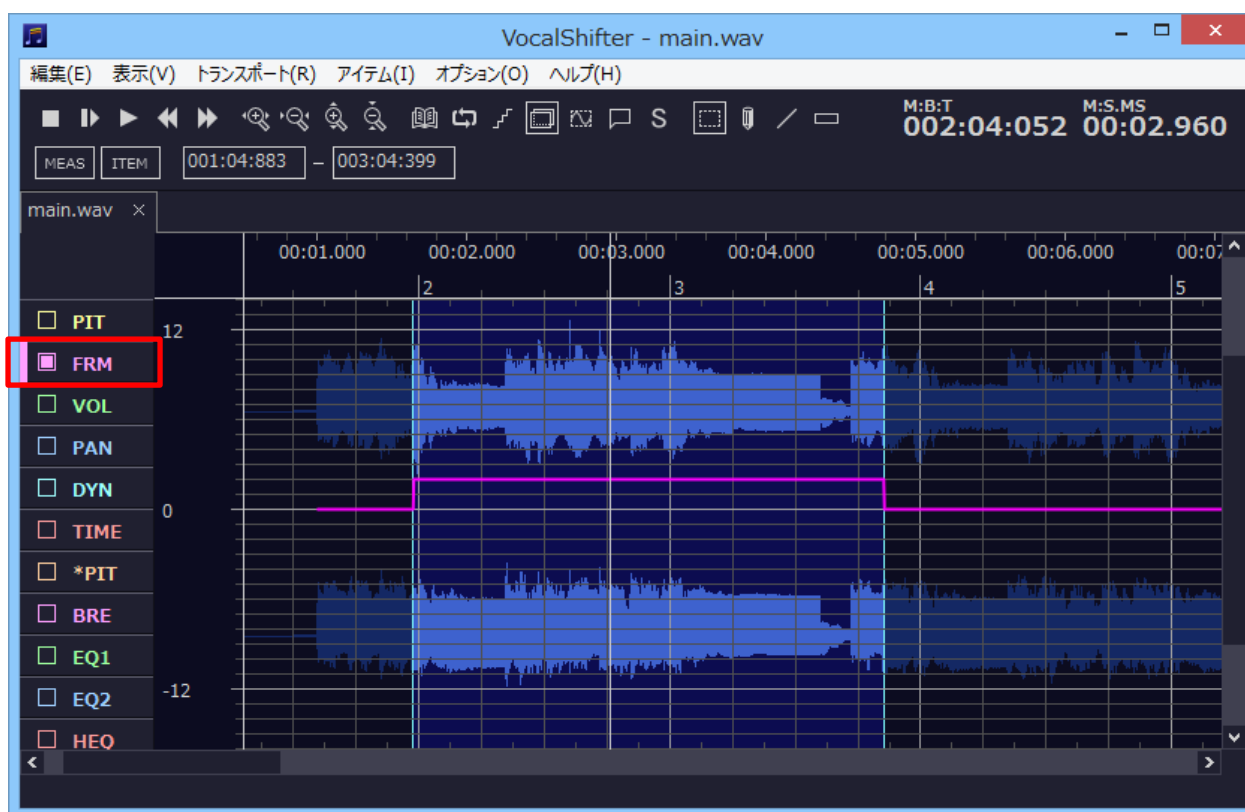 VocalShifter - main.wav
編集(E) 表示(V) トランスポート(R) アイテム(I) オプション(O) ヘルプ(H)
S
M:B:T M:S.MS
002:04:052 00:02.960
MEAS ITEM 001:04:883 – 003:04:399
main.wav ×
00:01.000 00:02.000 00:03.000 00:04.000 00:05.000 00:06.000 00:07
2 3 4 5
PIT
12
FRM
VOL
PAN
DYN
0
TIME
*PIT
BRE
EQ1
-12
EQ2
HEQ